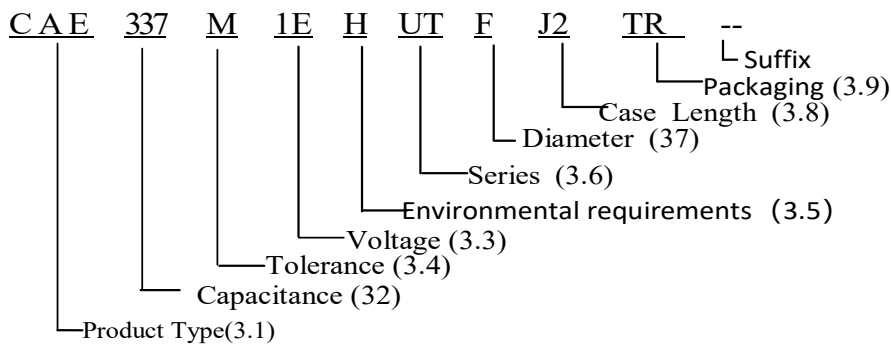 C A E 337 M 1E H UT F J2 TR --
Suffix
Packaging (3.9)
Case Length (3.8)
Diameter (37)
Series (3.6)
Environmental requirements (3.5)
Voltage (3.3)
Tolerance (3.4)
Capacitance (32)
Product Type(3.1)